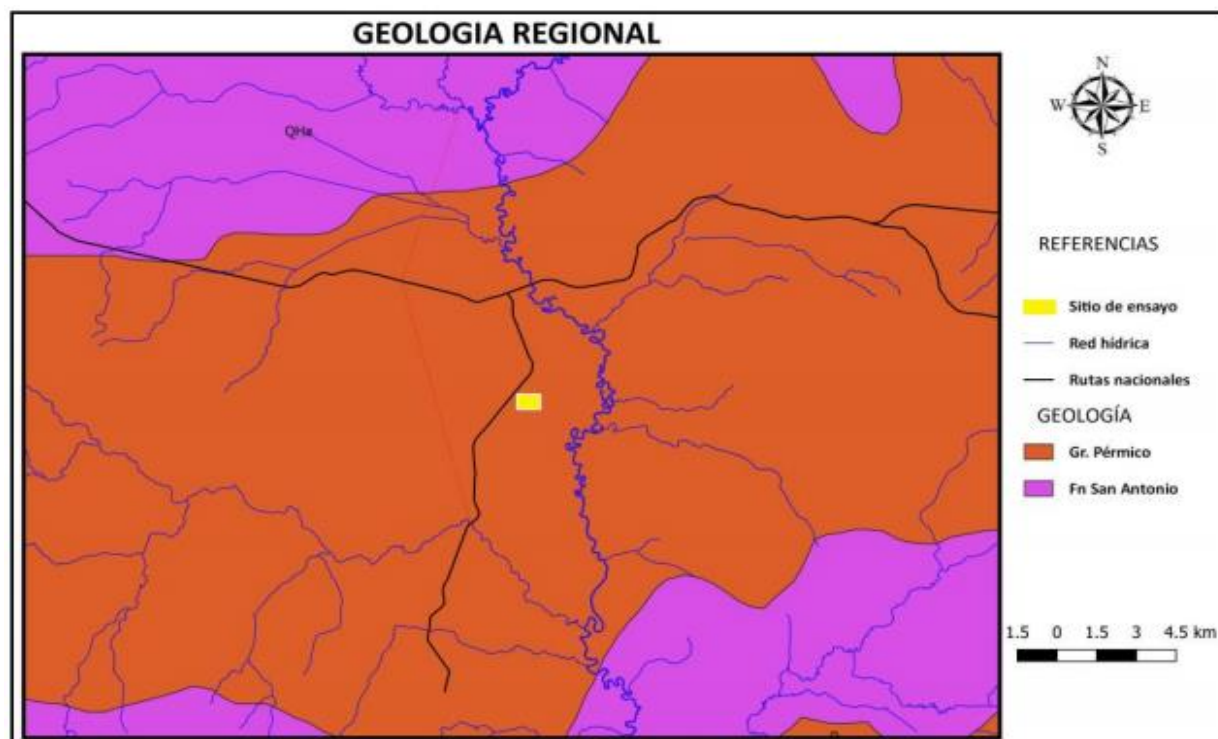 GEOLOGIA REGIONAL
QHa
N
W E
S
REFERENCIAS
Sitio de ensayo
Red hídrica
Rutas nacionales
GEOLOGÍA
Gr. Pérmico
Fn San Antonio
1.5 0 1.5 3 4.5 km